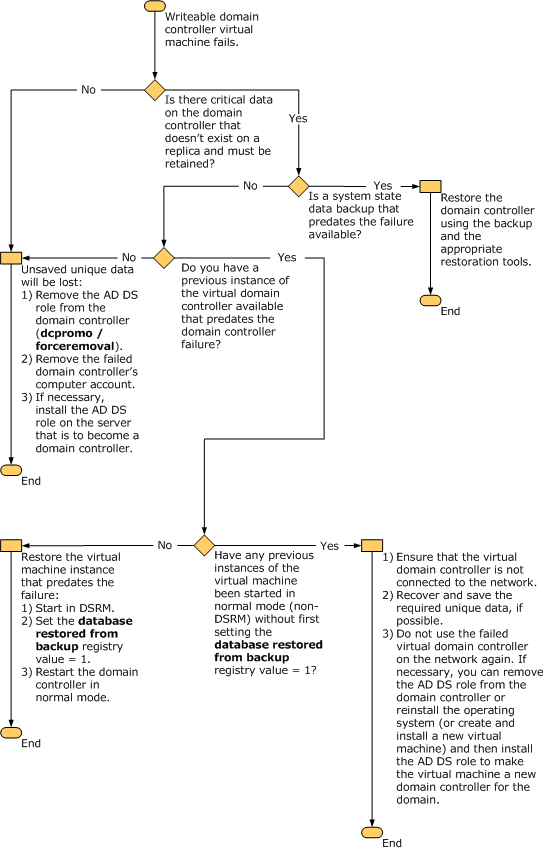 Writeable domain
controller virtual
machine fails.
No
Is there critical data
on the domain
controller that
doesn't exist on a
replica and must be
retained?
Yes
No
Is a system state
data backup that
predates the failure
available?
Yes
Restore the
domain controller
using the backup
and the
appropriate
restoration tools.
End
No
Do you have a
previous instance of
the virtual domain
controller available
that predates the
domain controller
failure?
Yes
Unsaved unique data
will be lost:
1) Remove the AD DS
role from the
domain controller
(dcpromo /
forceremoval).
2) Remove the failed
domain controller's
computer account.
3) If necessary,
install the AD DS
role on the server
that is to become a
domain controller.
End
No
Have any previous
instances of the
virtual machine
been started in
normal mode (non-
DSRM) without first
setting the
database restored
from backup
registry value = 1?
Yes
Restore the virtual
machine instance
that predates the
failure:
1) Start in DSRM.
2) Set the database
restored from
backup registry
value = 1.
3) Restart the domain
controller in
normal mode.
End
1) Ensure that the virtual
domain controller is not
connected to the network.
2) Recover and save the
required unique data, if
possible.
3) Do not use the failed
virtual domain controller
on the network again. If
necessary, you can remove
the AD DS role from the
domain controller or
reinstall the operating
system (or create and
install a new virtual
machine) and then install
the AD DS role to make
the virtual machine a new
domain controller for the
domain.
End